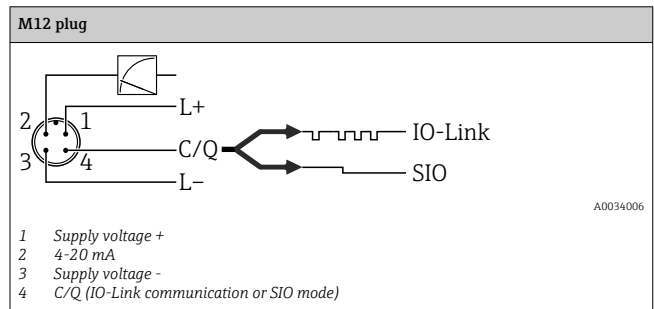 M12 plug
L+
2
1
C/Q
IO-Link
3
4
L–
SIO
A0034006
1 Supply voltage +
2 4-20 mA
3 Supply voltage -
4 C/Q (IO-Link communication or SIO mode)